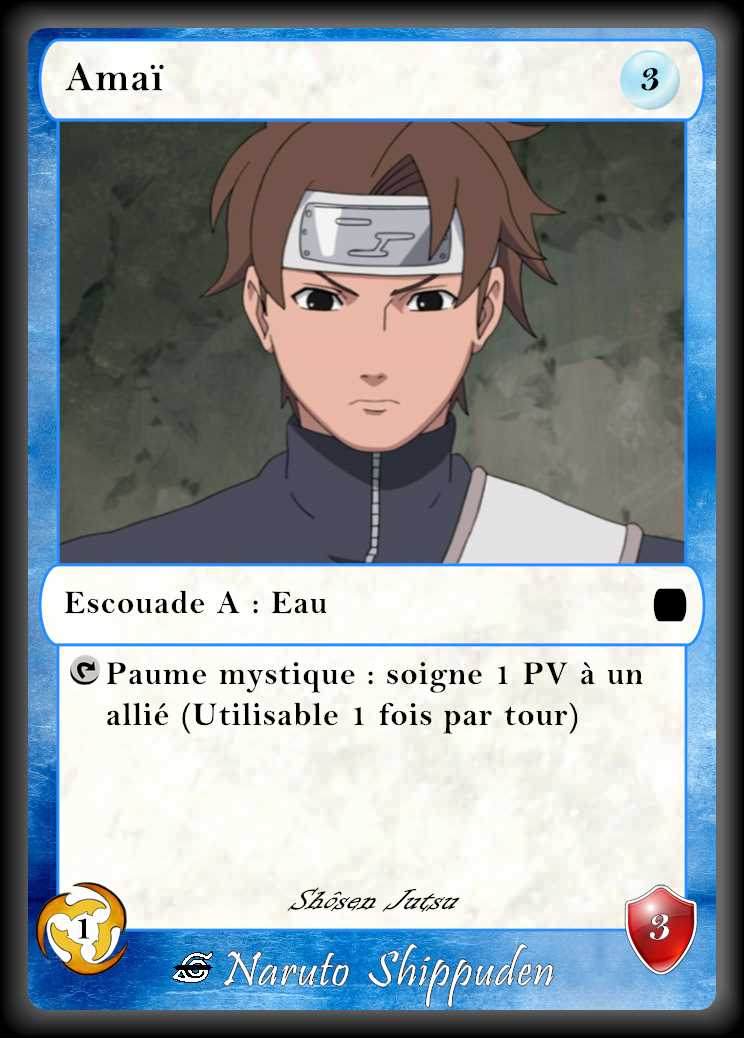 Amaï
3
Escouade A : Eau
Paume mystique : soigne 1 PV à un
allié (Utilisable 1 fois par tour)
Shôsen Jutsu
1
3
Naruto Shippuden